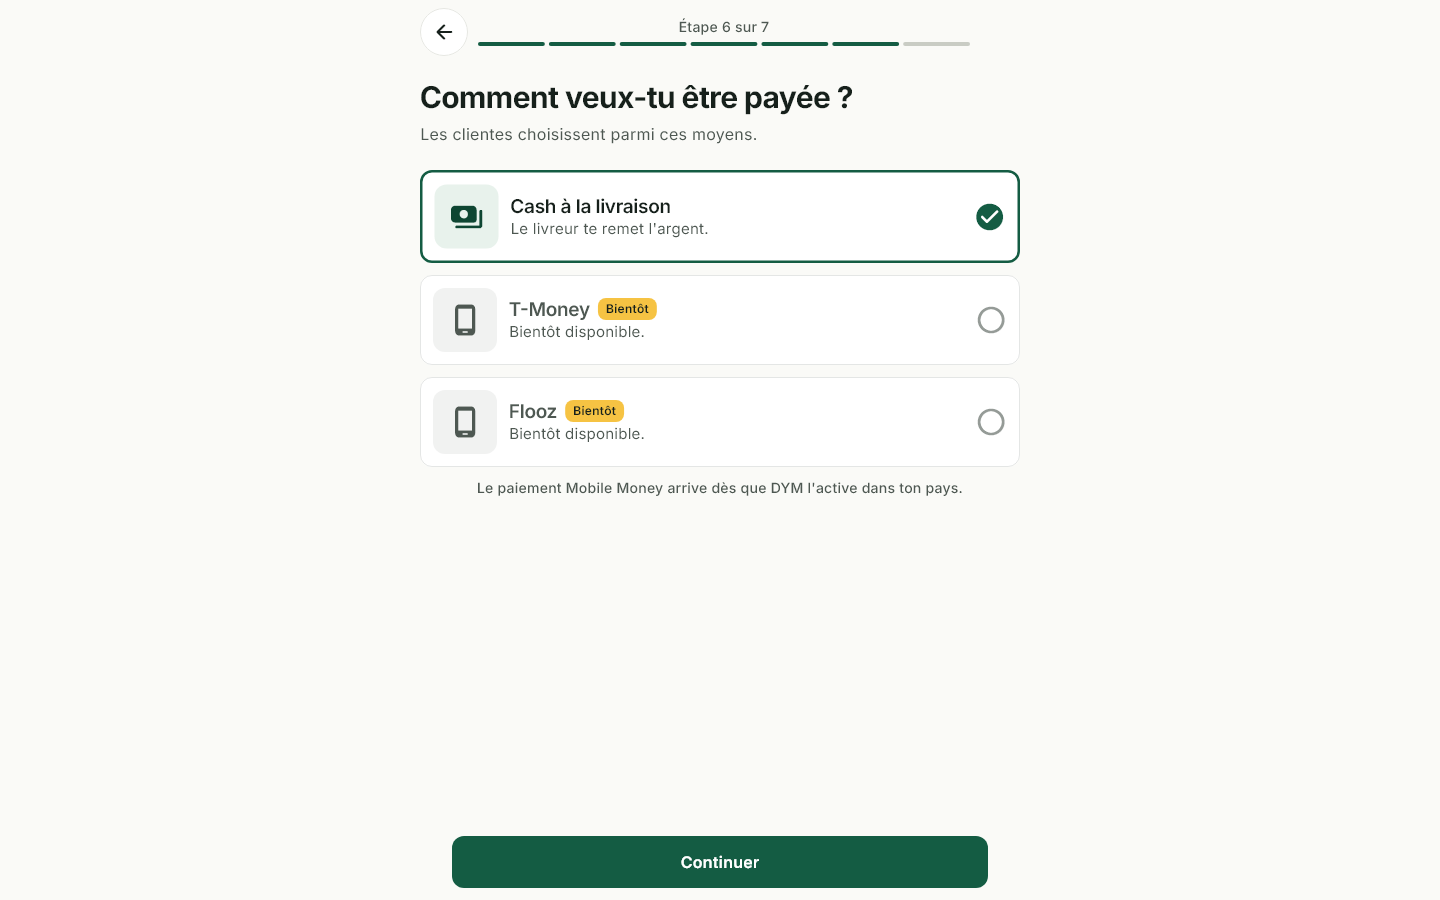 Étape 6 sur 7
Comment veux-tu être payée ?
Les clientes choisissent parmi ces moyens.
Cash à la livraison
Le livreur te remet l'argent.
T-Money Bientôt
Bientôt disponible.
Flooz Bientôt
Bientôt disponible.
Le paiement Mobile Money arrive dès que DYM l'active dans ton pays.
Continuer